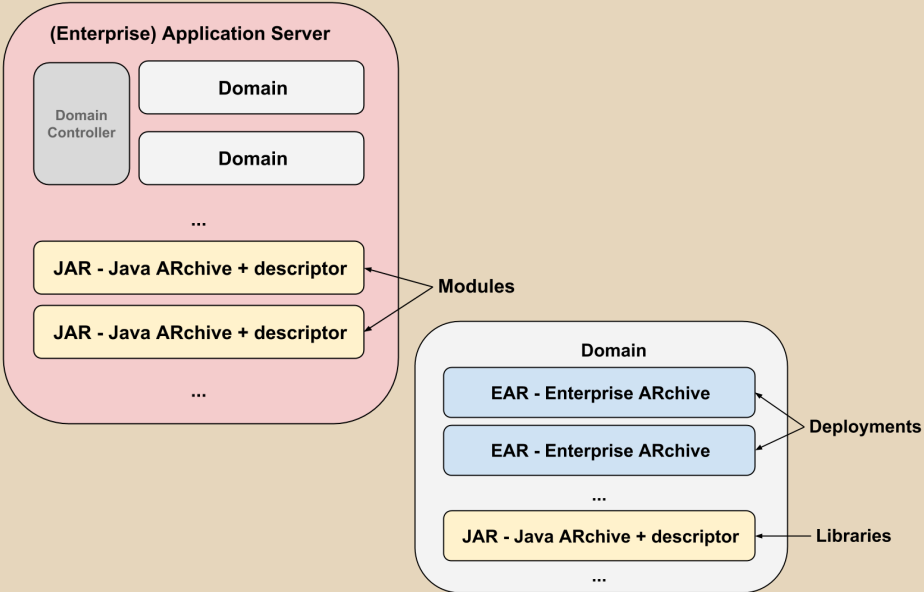 (Enterprise) Application Server
Domain
Controller
Domain
Domain
...
JAR - Java ARchive + descriptor
JAR - Java ARchive + descriptor
...
Modules
Domain
EAR - Enterprise ARchive
EAR - Enterprise ARchive
...
JAR - Java ARchive + descriptor
...
Deployments
Libraries